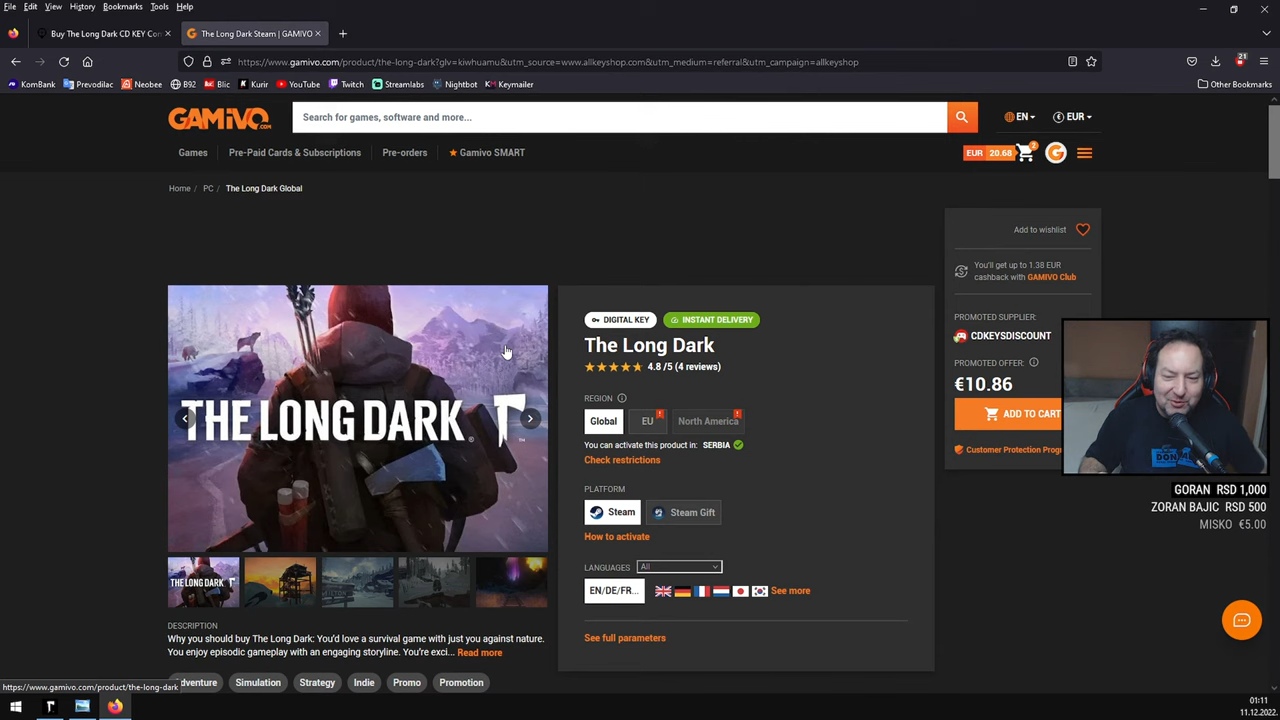 File Edit View History Bookmarks Tools Help
Buy The Long Dark CD KEY Con
The Long Dark Steam | GAMIVO
https://www.gamivo.com/product/the-long-dark?glv=kiwhuamu&utm_source=www.allkeyshop.com&utm_medium=referral&utm_campaign=allkeyshop
21
KomBank Prevodilac Neobee B92 Blic Kurir YouTube Twitch Streamlabs Nightbot Keymailer Other Bookmarks
GAMIVO.COM
Search for games, software and more...
EN EUR
Games Pre-Paid Cards & Subscriptions Pre-orders Gamivo SMART
EUR 20.68 2
Home / PC / The Long Dark Global
Add to wishlist
You'll get up to 1.38 EUR
cashback with GAMIVO Club
PROMOTED SUPPLIER:
CDKEYSDISCOUNT
PROMOTED OFFER:
€10.86
ADD TO CART
Customer Protection Prog
THE LONG DARK
DIGITAL KEY INSTANT DELIVERY
The Long Dark
4.8 /5 (4 reviews)
REGION
Global EU North America
You can activate this product in: SERBIA
Check restrictions
PLATFORM
Steam Steam Gift
How to activate
LANGUAGES All
EN/DE/FR... See more
See full parameters
THE LONG DARK
DESCRIPTION
Why you should buy The Long Dark: You'd love a survival game with just you against nature.
You enjoy episodic gameplay with an engaging storyline. You're exci... Read more
dventure Simulation Strategy Indie Promo Promotion
https://www.gamivo.com/product/the-long-dark
GORAN RSD 1,000
ZORAN BAJIC RSD 500
MISKO €5.00
01:11
11.12.2022.